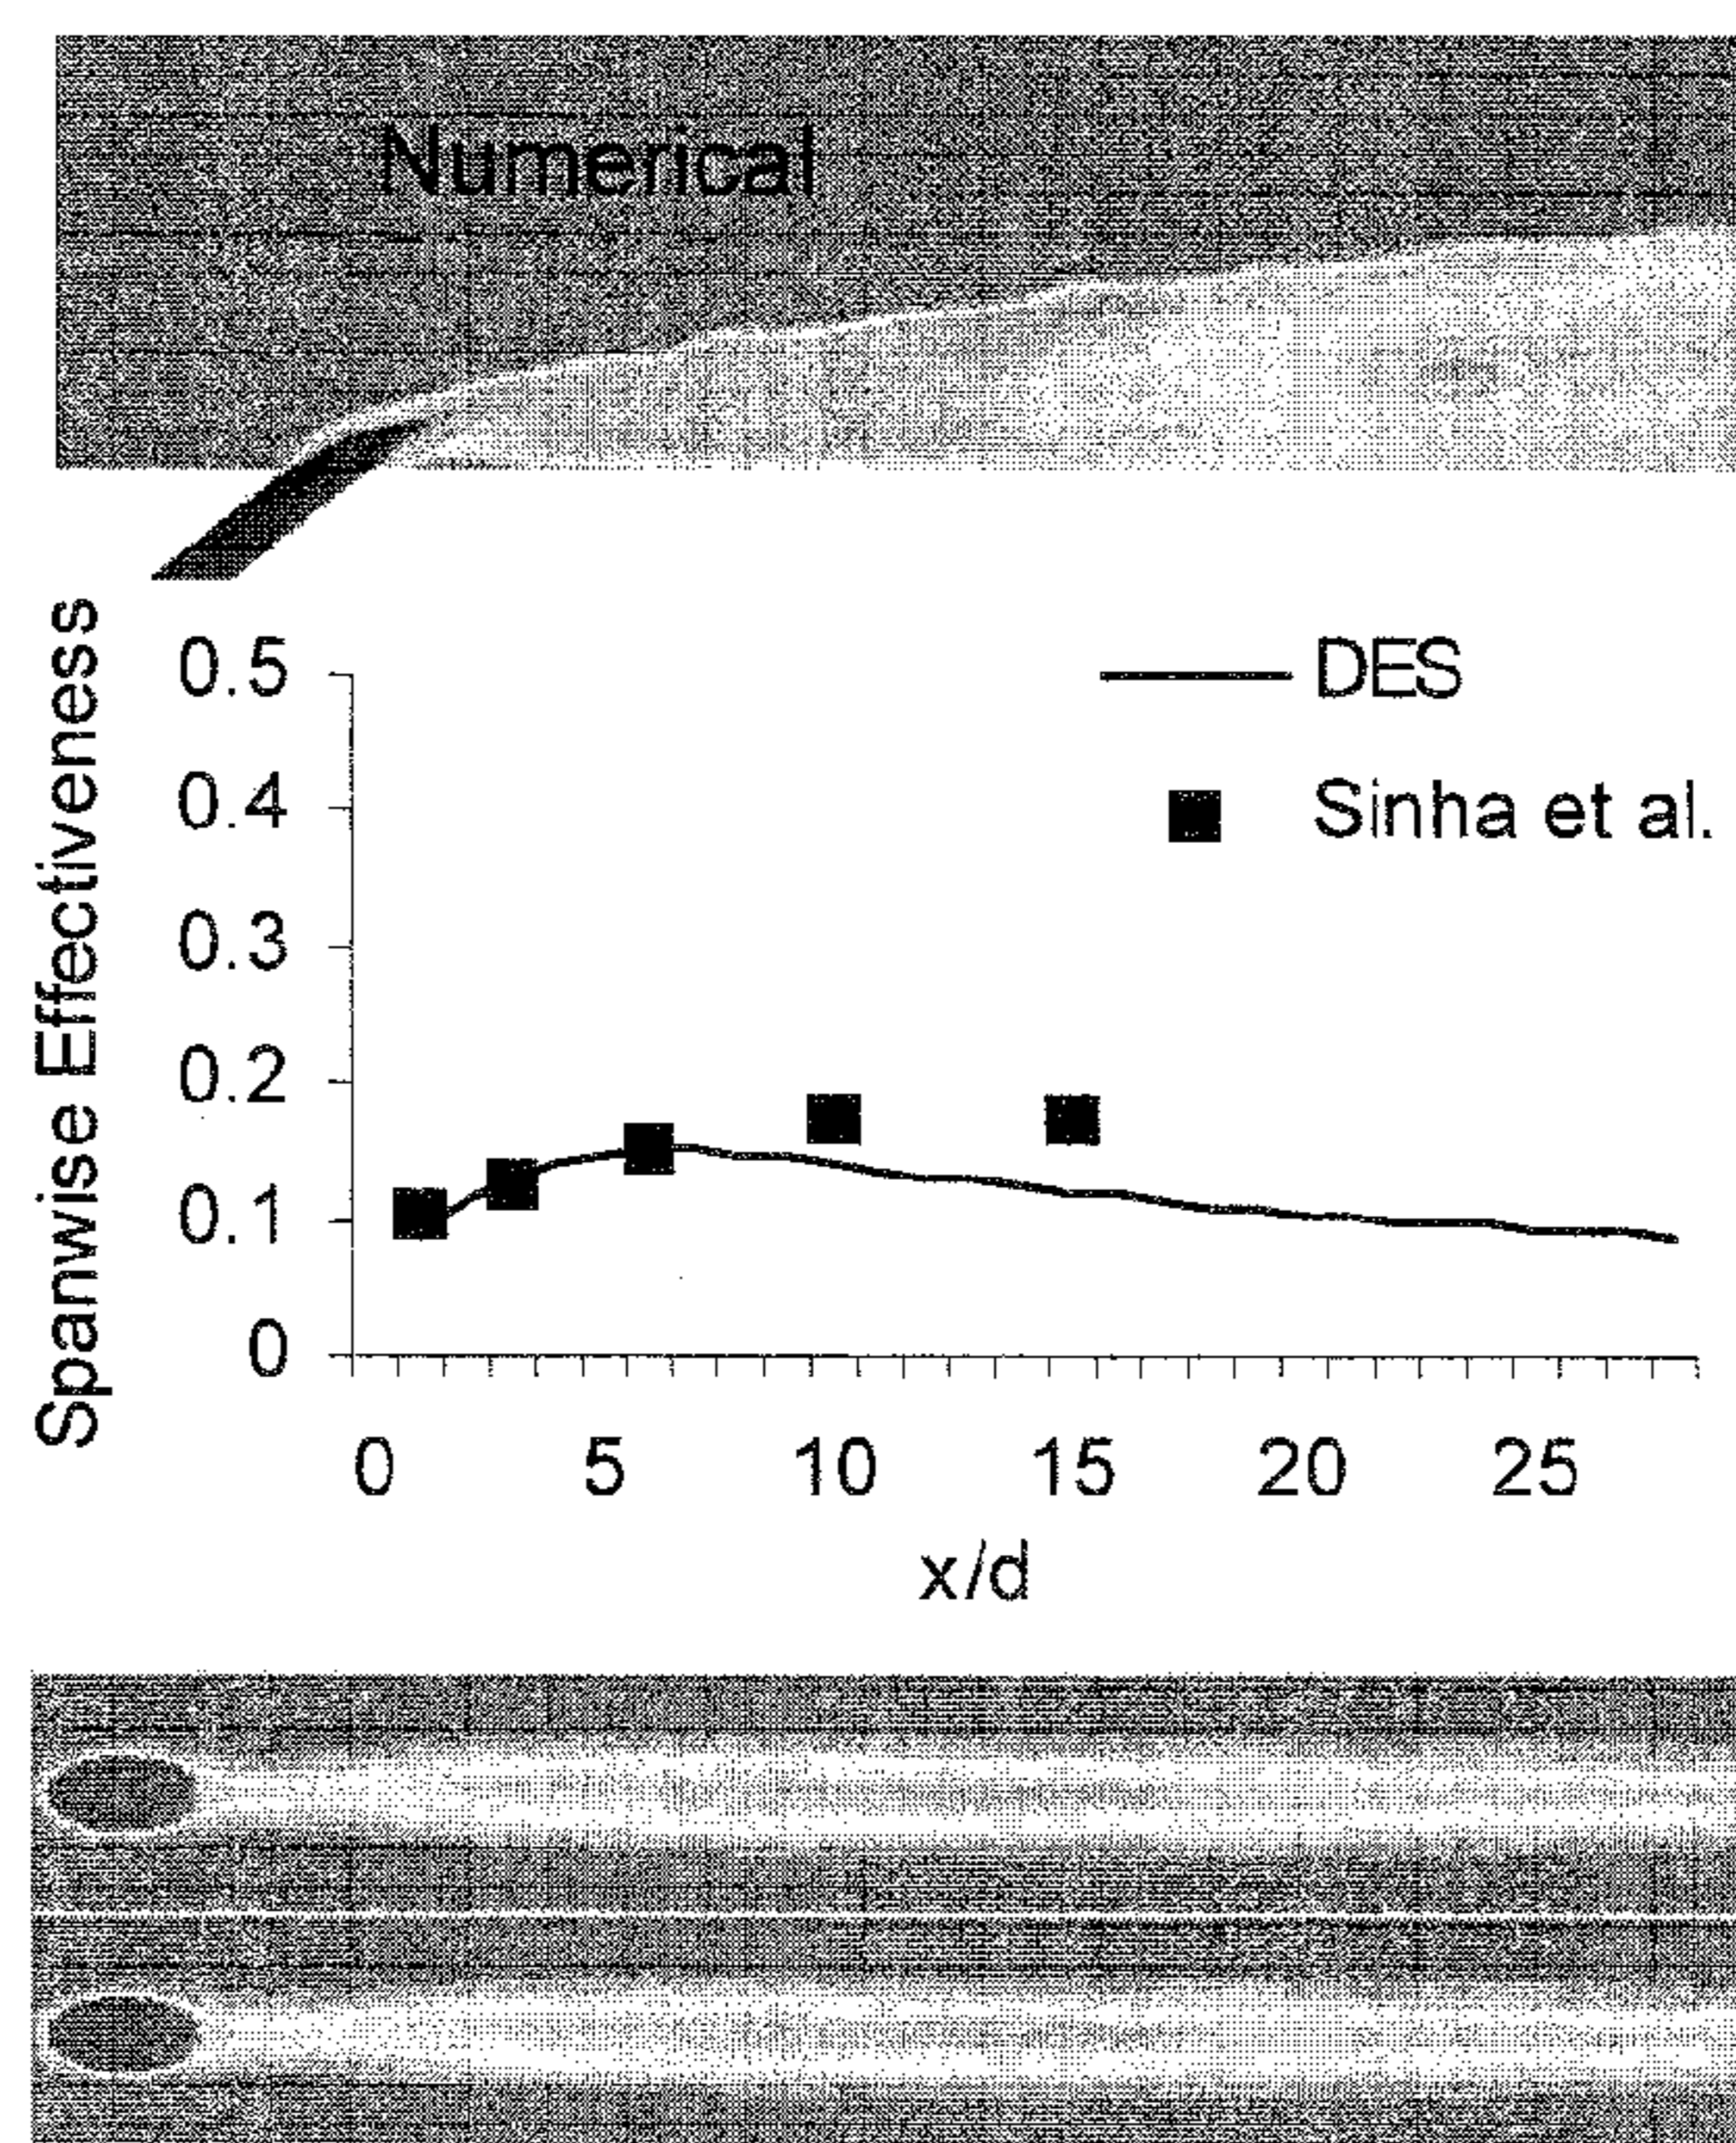 Numerical
Spanwise Effectiveness
0.5
0.4
0.3
0.2
0.1
0
DES
Sinha et al.
0 5 10 15 20 25
x/d